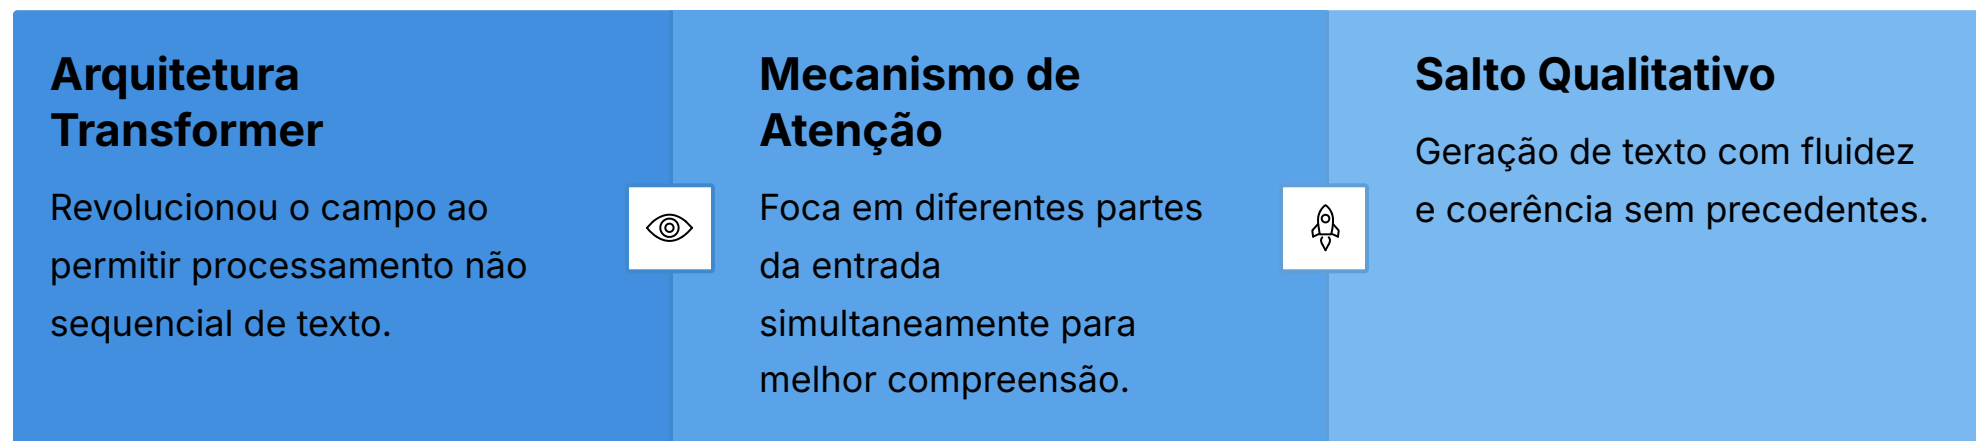 Arquitetura
Transformer
Revolucionou o campo ao
permitir processamento não
sequencial de texto.
Mecanismo de
Atenção
Foca em diferentes partes
da entrada
simultaneamente para
melhor compreensão.
Salto Qualitativo
Geração de texto com fluidez
e coerência sem precedentes.